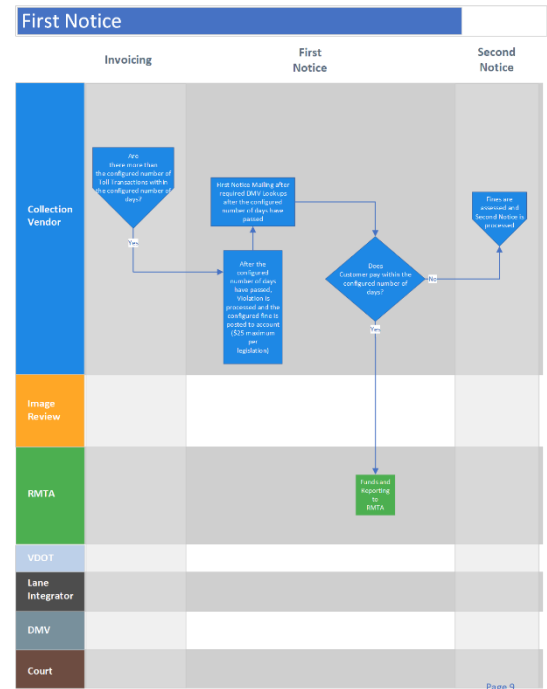 First Notice
Invoicing
First
Notice
Second
Notice
Collection
Vendor
Are
there more than
the configured number of
Toll Transactions within
the configured number of
days?
Yes
First Notice Mailing after
required DMV Lookups
after the configured
number of days have
passed
After the
configured
number of days
have passed,
Violation is
processed and the
configured fine is
posted to account
($25 maximum
per
legislation)
Does
Customer pay within the
configured number of
days?
No
Yes
Fines are
assessed and
Second Notice is
processed
Image
Review
RMTA
Funds and
Reporting
to
RMTA
VDOT
Lane
Integrator
DMV
Court
Page 9